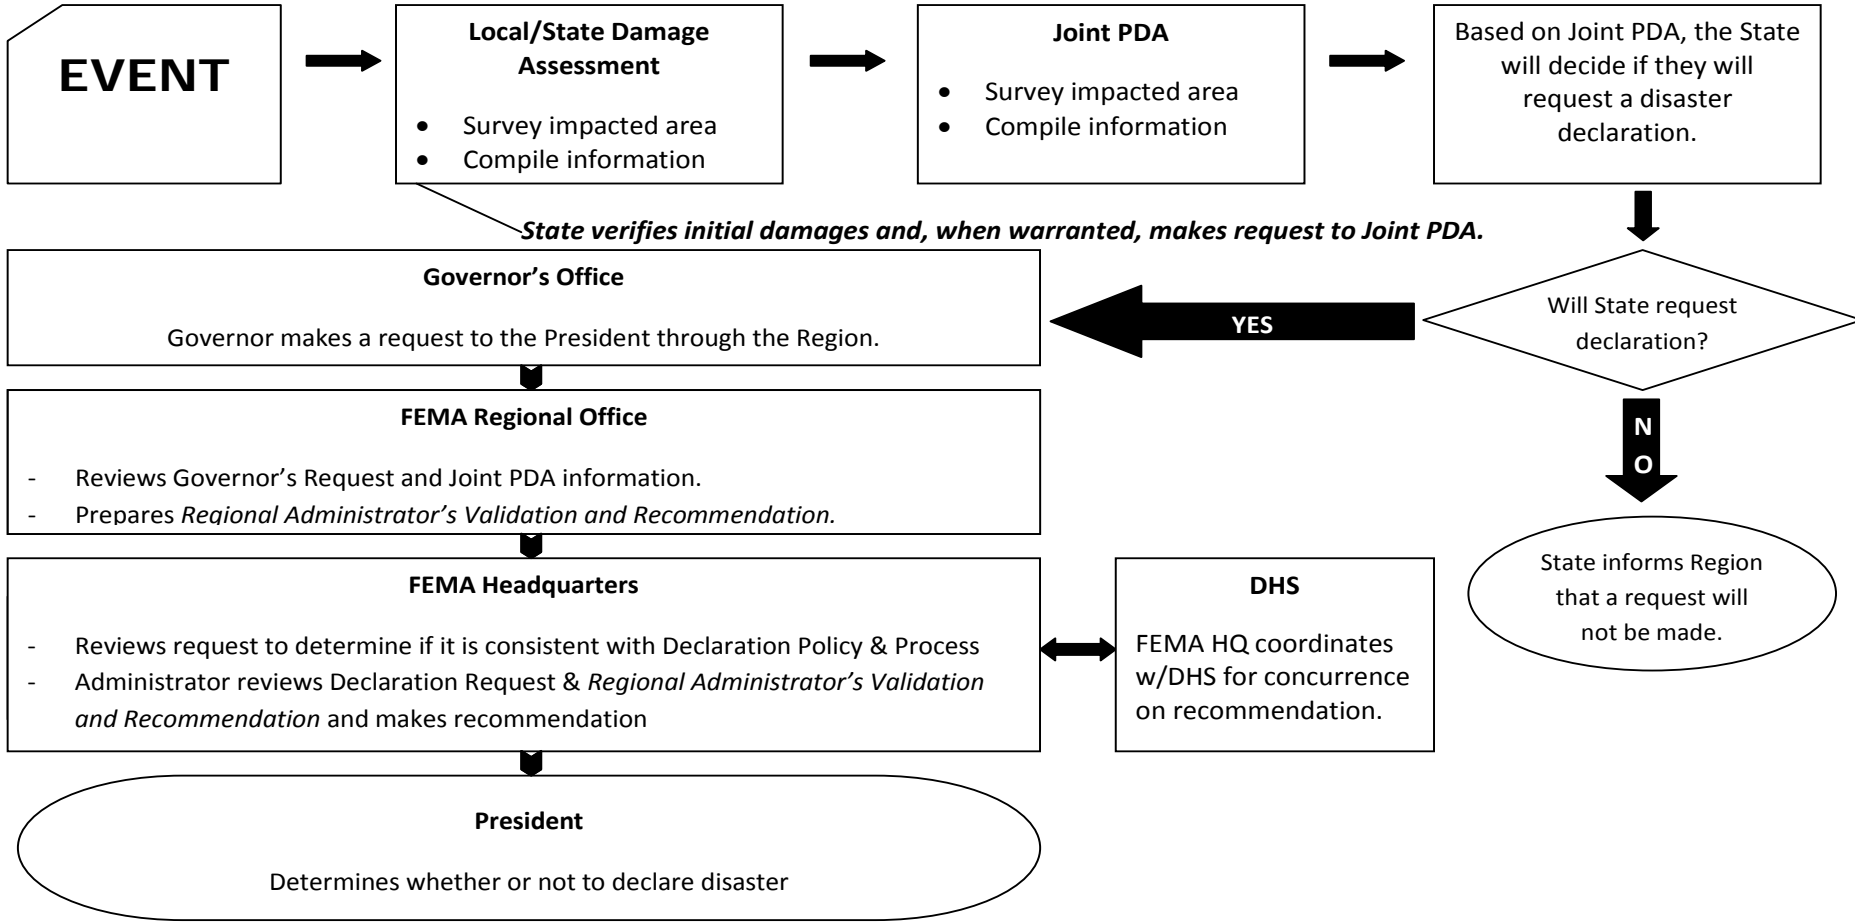 EVENT
Local/State Damage
Assessment
• Survey impacted area
• Compile information
Joint PDA
• Survey impacted area
• Compile information
Based on Joint PDA, the State
will decide if they will
request a disaster
declaration.
State verifies initial damages and, when warranted, makes request to Joint PDA.
Will State request
declaration?
YES
Governor’s Office
Governor makes a request to the President through the Region.
N
O
State informs Region
that a request will
not be made.
FEMA Regional Office
- Reviews Governor’s Request and Joint PDA information.
- Prepares Regional Administrator’s Validation and Recommendation.
FEMA Headquarters
- Reviews request to determine if it is consistent with Declaration Policy & Process
- Administrator reviews Declaration Request & Regional Administrator’s Validation
and Recommendation and makes recommendation
DHS
FEMA HQ coordinates
w/DHS for concurrence
on recommendation.
President
Determines whether or not to declare disaster